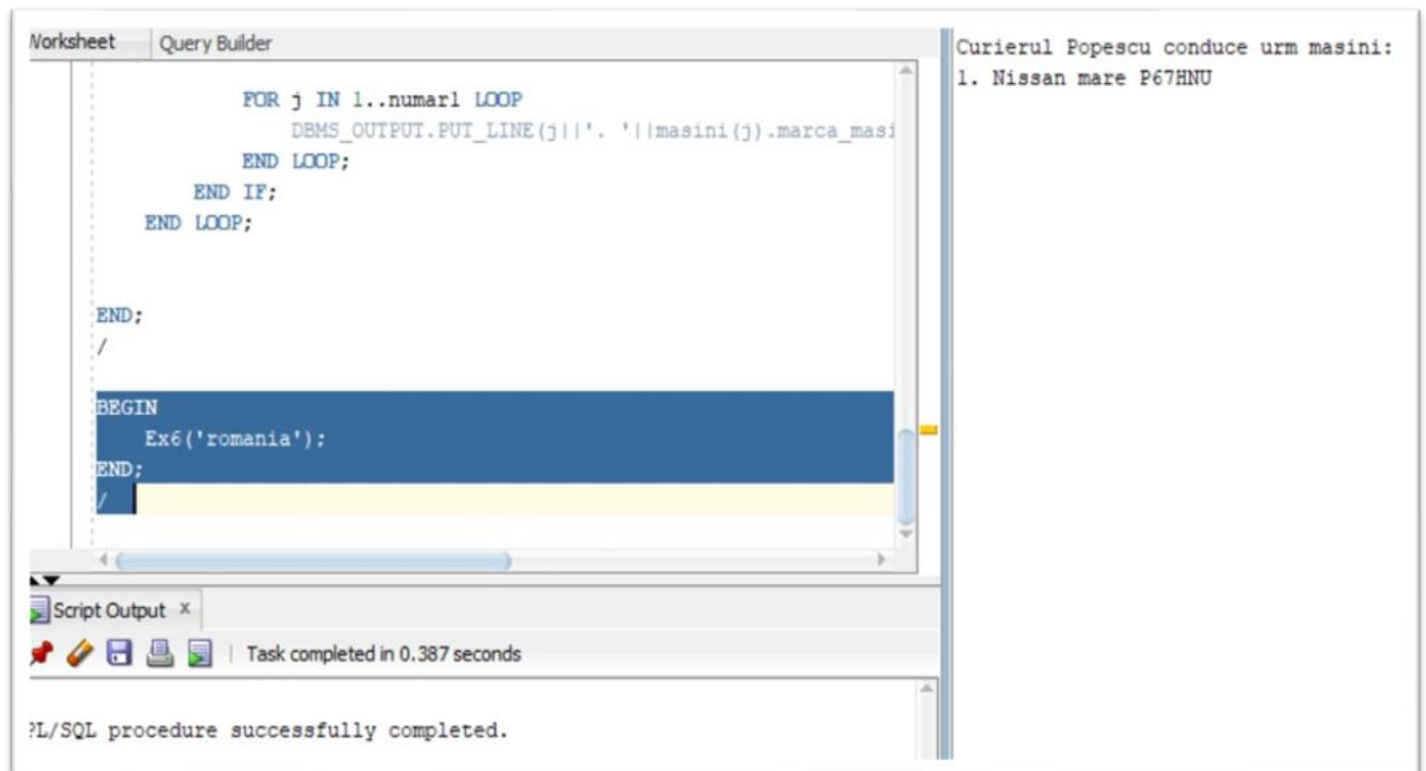 Worksheet Query Builder
FOR j IN 1..numar1 LOOP
DBMS_OUTPUT.PUT_LINE(j||'. '||masini(j).marca_masi
END LOOP;
END IF;
END LOOP;
END;
/
BEGIN
Ex6('romania');
END;
/
Script Output x
Task completed in 0.387 seconds
PL/SQL procedure successfully completed.
Curierul Popescu conduce urm masini:
1. Nissan mare P67HNU